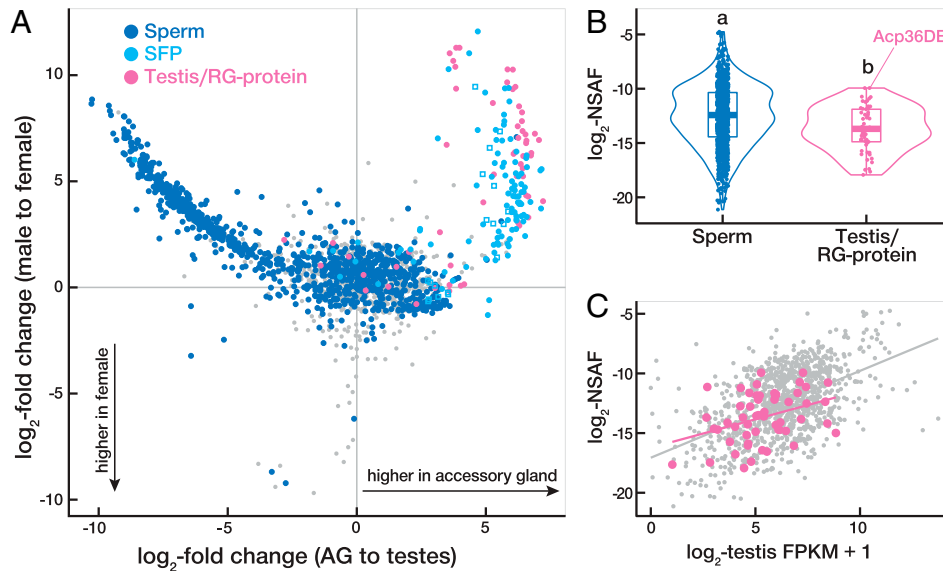 A
Sperm
SFP
Testis/RG-protein
10
5
0
-5
-10
log2-fold change (male to female)
higher in female
higher in accessory gland
-10
-5
0
5
log2-fold change (AG to testes)
B
a
Acp36DE
b
-5
-10
-15
-20
log2-NSAF
Sperm
Testis/
RG-protein
C
-5
-10
-15
-20
log2-NSAF
0
5
10
log2-testis FPKM + 1